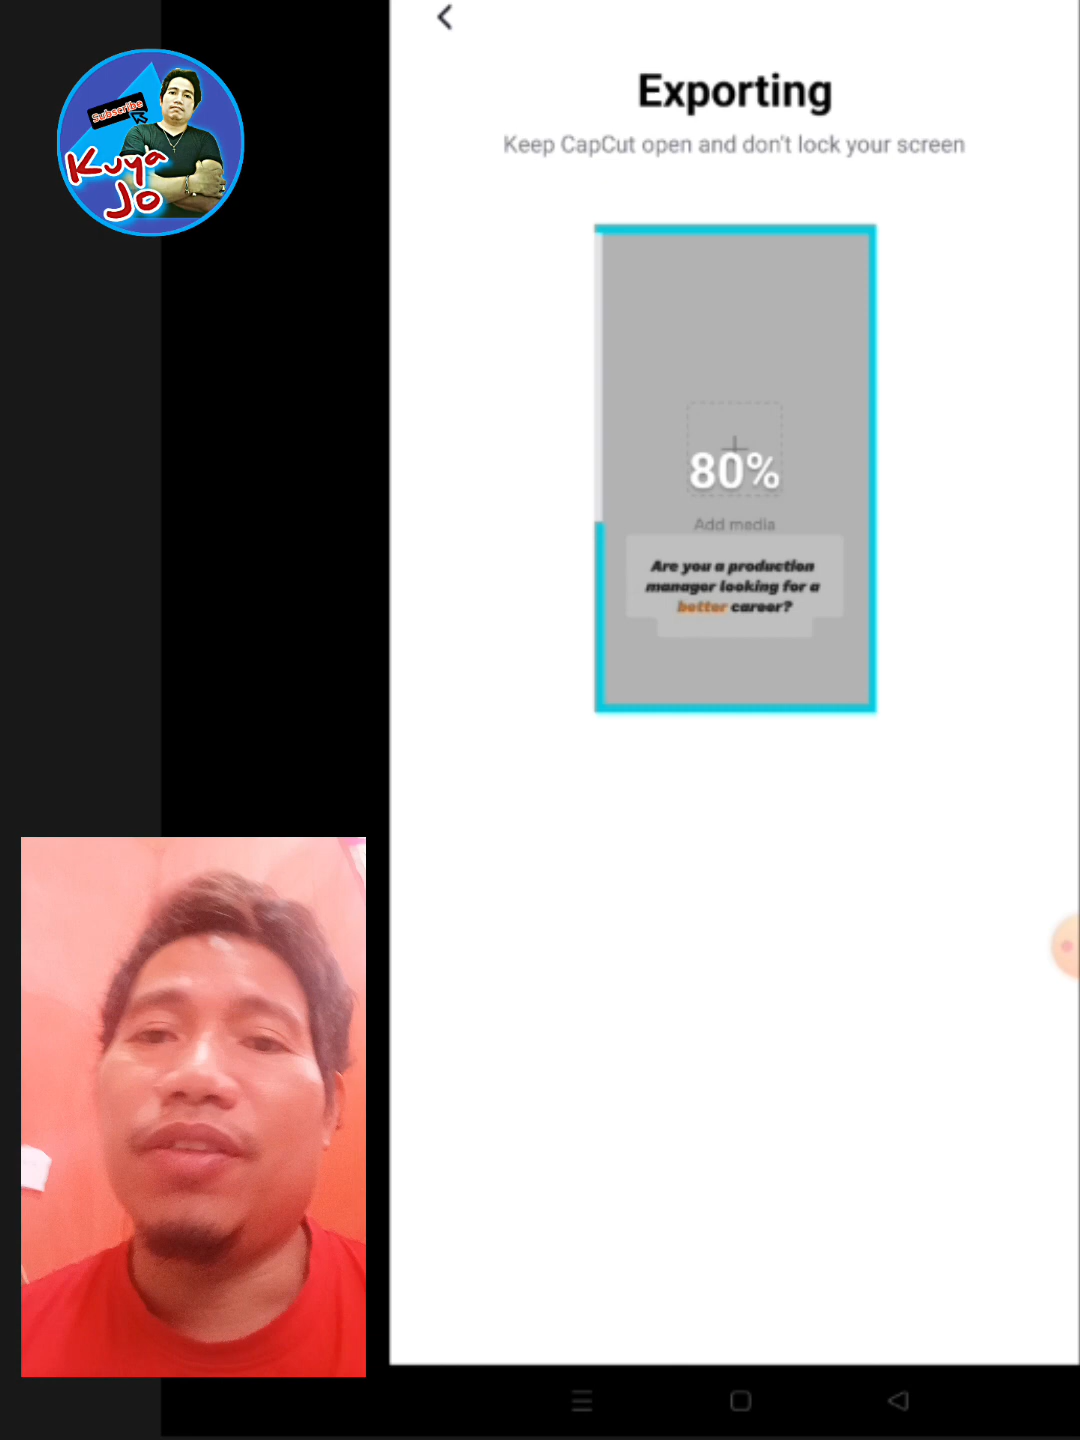 Subscribe
Kuya
Jo
Exporting
Keep CapCut open and don't lock your screen
80%
Add media
Are you a production
manager looking for a
better career?